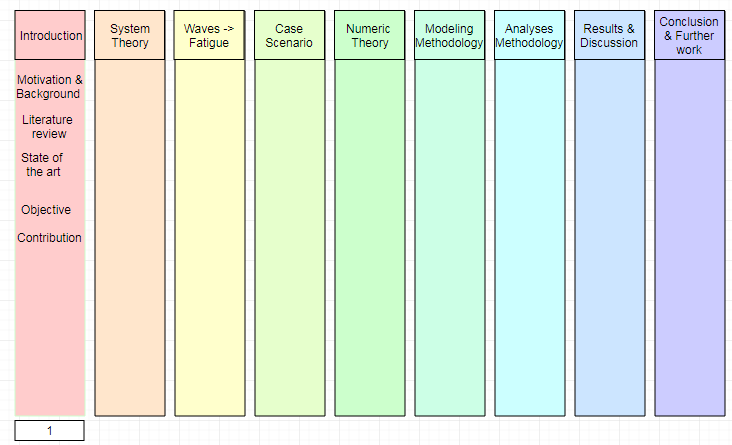 Introduction
System
Theory
Waves ->
Fatigue
Case
Scenario
Numeric
Theory
Modeling
Methodology
Analyses
Methodology
Results &
Discussion
Conclusion
& Further
work
Motivation &
Background
Literature
review
State of
the art
Objective
Contribution
1